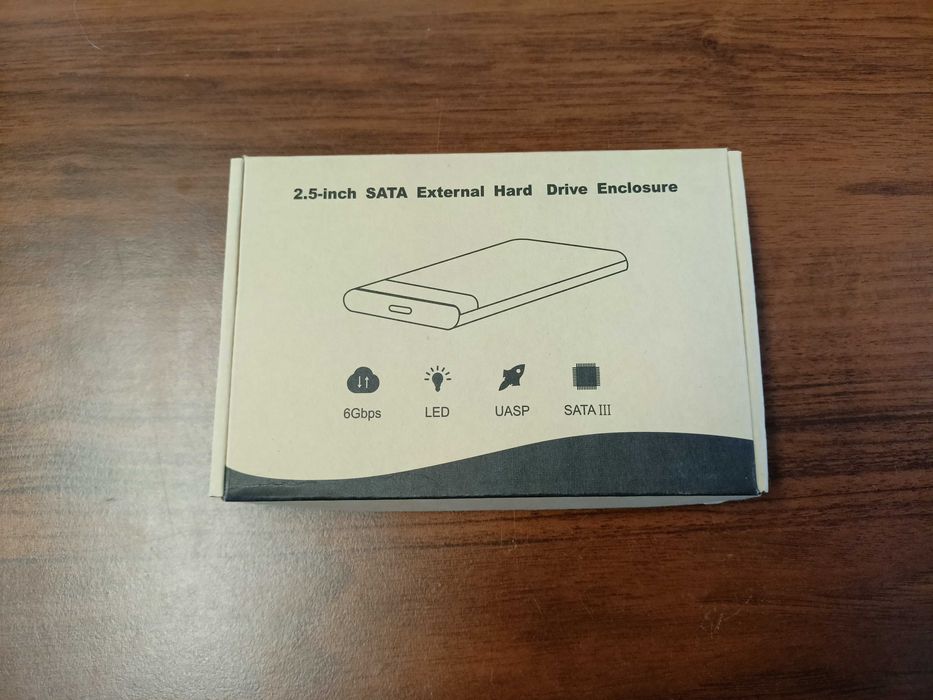 2.5-inch SATA External Hard Drive Enclosure
6Gbps LED UASP SATA III